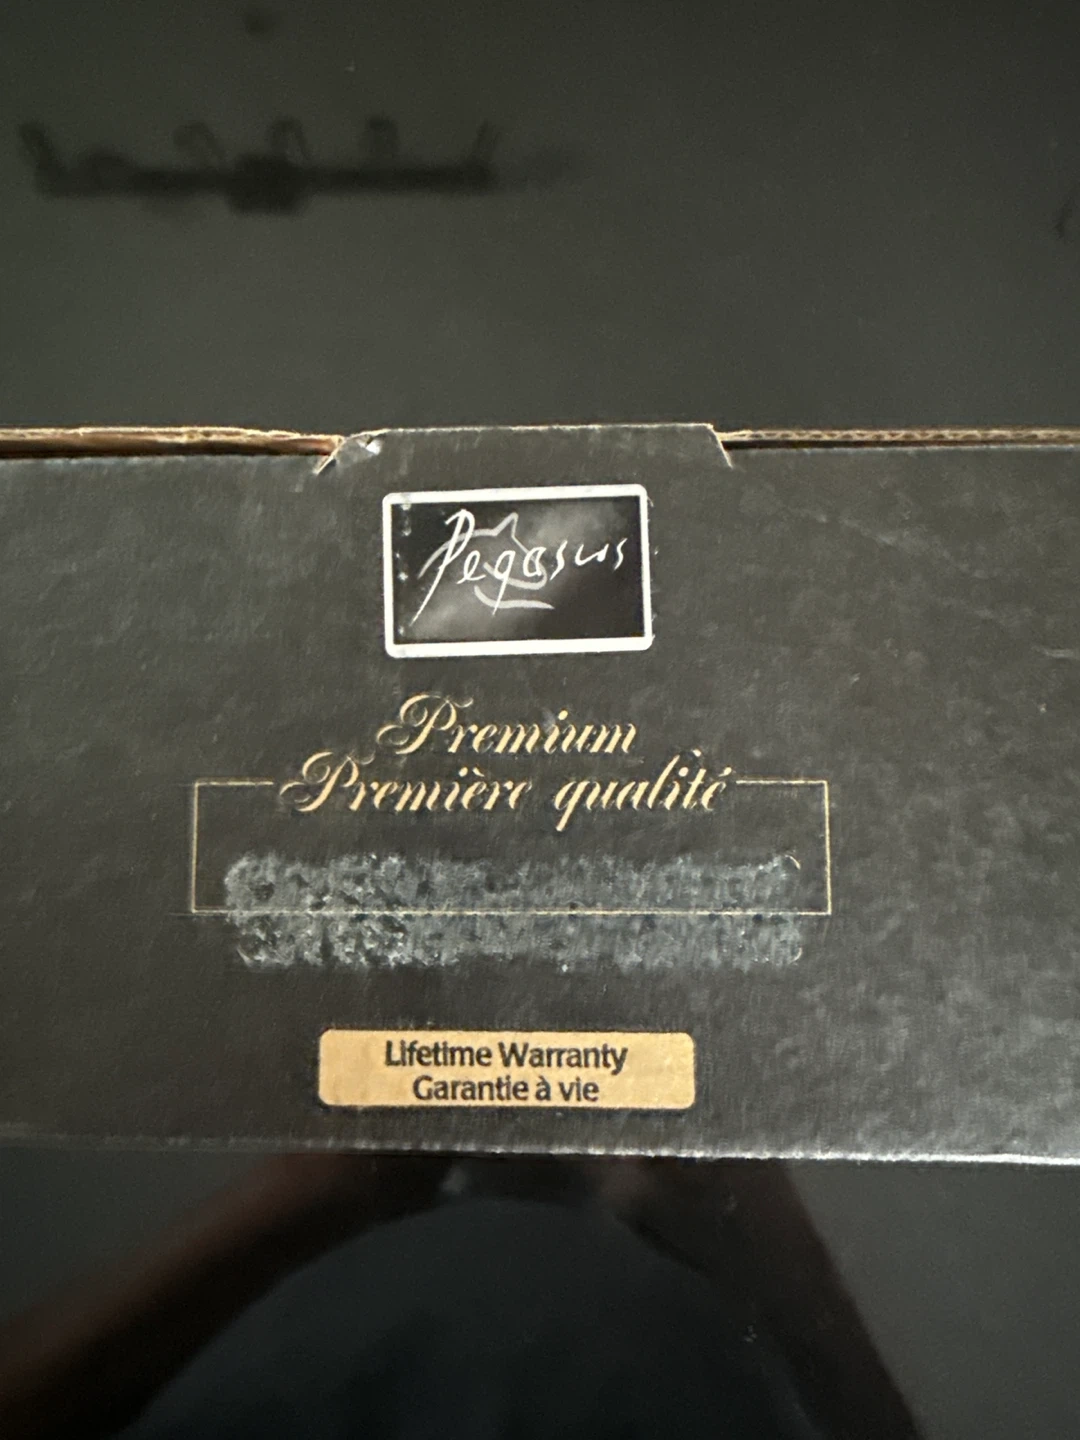 Pegasus
Premium
Première qualité
Lifetime Warranty
Garantie à vie